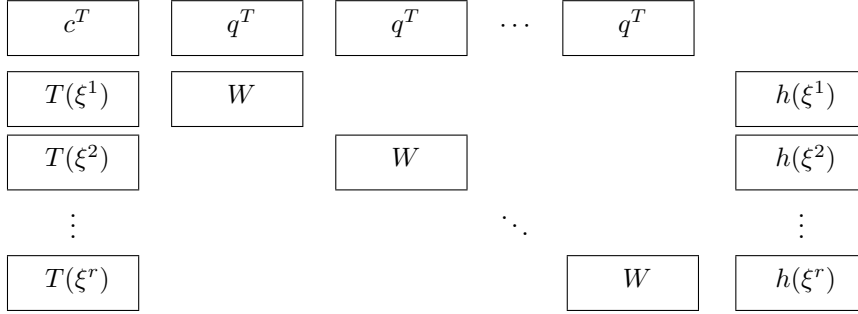 c^T q^T q^T ⋯ q^T
T(ξ^1) W h(ξ^1)
T(ξ^2) W h(ξ^2)
⋮ ⋱ ⋮
T(ξ^r) W h(ξ^r)